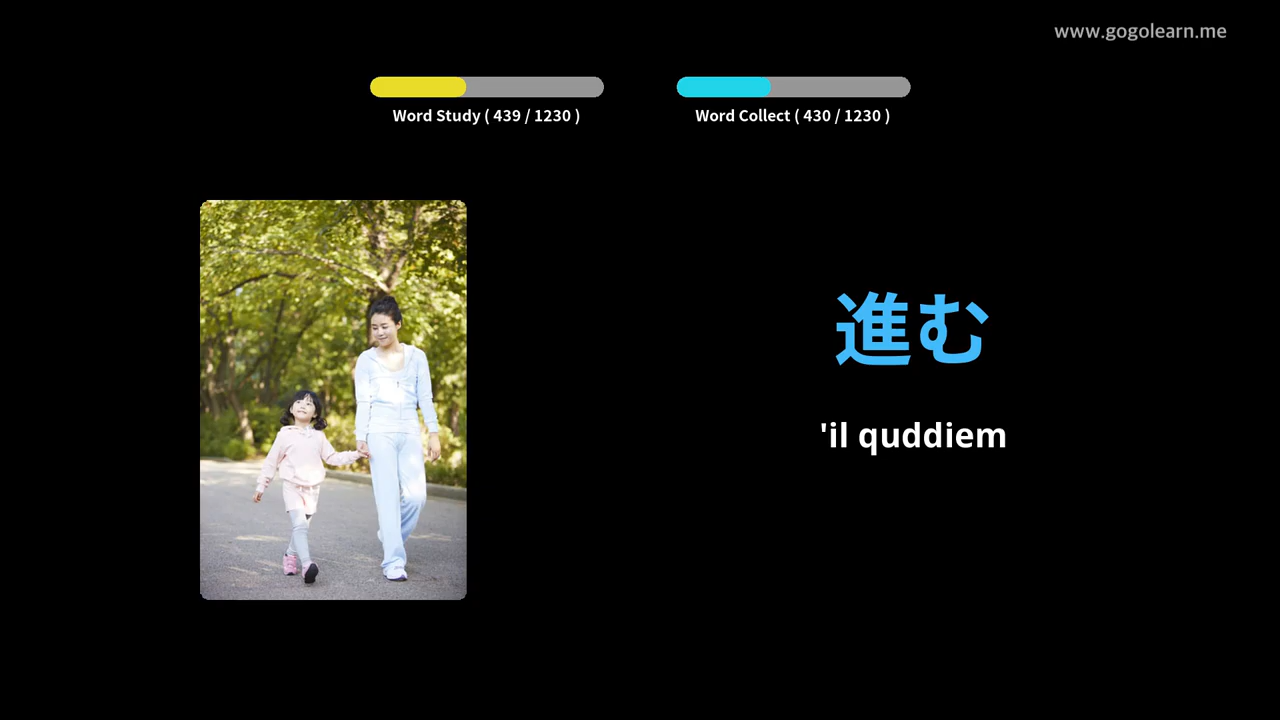 www.gogolearn.me
Word Study ( 439 / 1230 )
Word Collect ( 430 / 1230 )
進む
'il quddiem